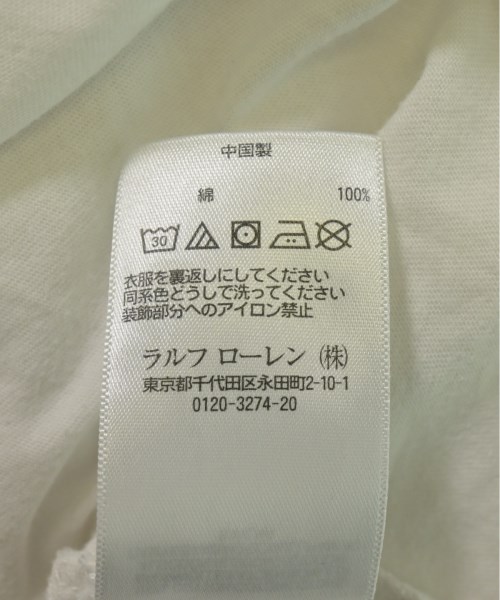 中国製
綿 100%
30
衣服を裏返しにしてください
同系色どうしで洗ってください
装飾部分へのアイロン禁止
ラルフ ローレン (株)
東京都千代田区永田町2-10-1
0120-3274-20